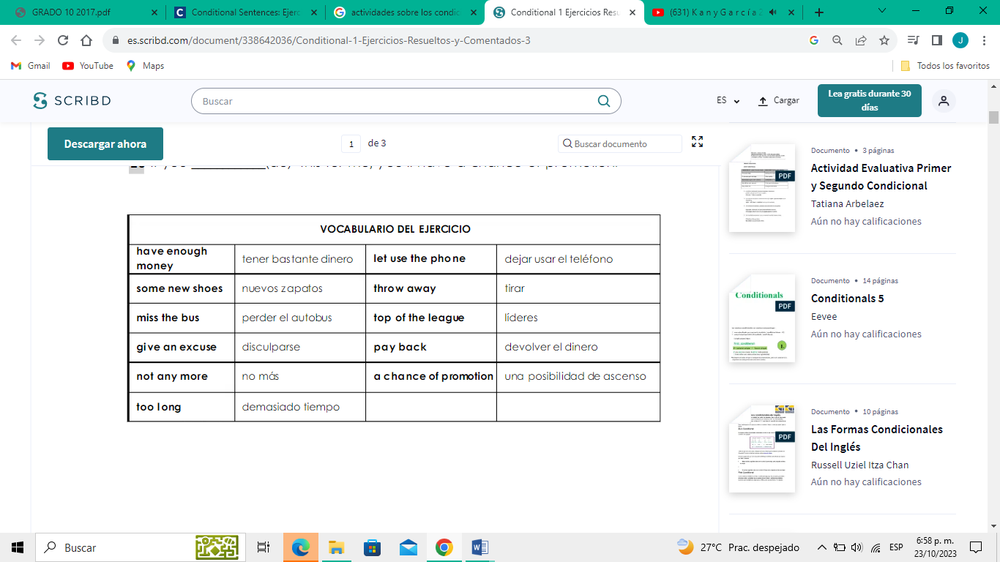 GRADO 10 2017.pdf
Conditional Sentences: Ejerc
actividades sobre los condic
Conditional 1 Ejercicios Resu
(631) K a n y G a r c í a 2
es.scribd.com/document/338642036/Conditional-1-Ejercicios-Resueltos-y-Comentados-3
J
Gmail
YouTube
Maps
Todos los favoritos
SCRIBD
Buscar
ES
Cargar
Lea gratis durante 30
días
Descargar ahora
1
de 3
Buscar documento
VOCABULARIO DEL EJERCICIO
have enough
money
tener bastante dinero
let use the phone
dejar usar el teléfono
some new shoes
nuevos zapatos
throw away
tirar
miss the bus
perder el autobus
top of the league
líderes
give an excuse
disculparse
pay back
devolver el dinero
not any more
no más
a chance of promotion
una posibilidad de ascenso
too long
demasiado tiempo
PDF
Documento • 3 páginas
Actividad Evaluativa Primer
y Segundo Condicional
Tatiana Arbelaez
Aún no hay calificaciones
Conditionals
PDF
Documento • 14 páginas
Conditionals 5
Eevee
Aún no hay calificaciones
PDF
Documento • 10 páginas
Las Formas Condicionales
Del Inglés
Russell Uziel Itza Chan
Aún no hay calificaciones
Buscar
27°C Prac. despejado
ESP
6:58 p. m.
23/10/2023